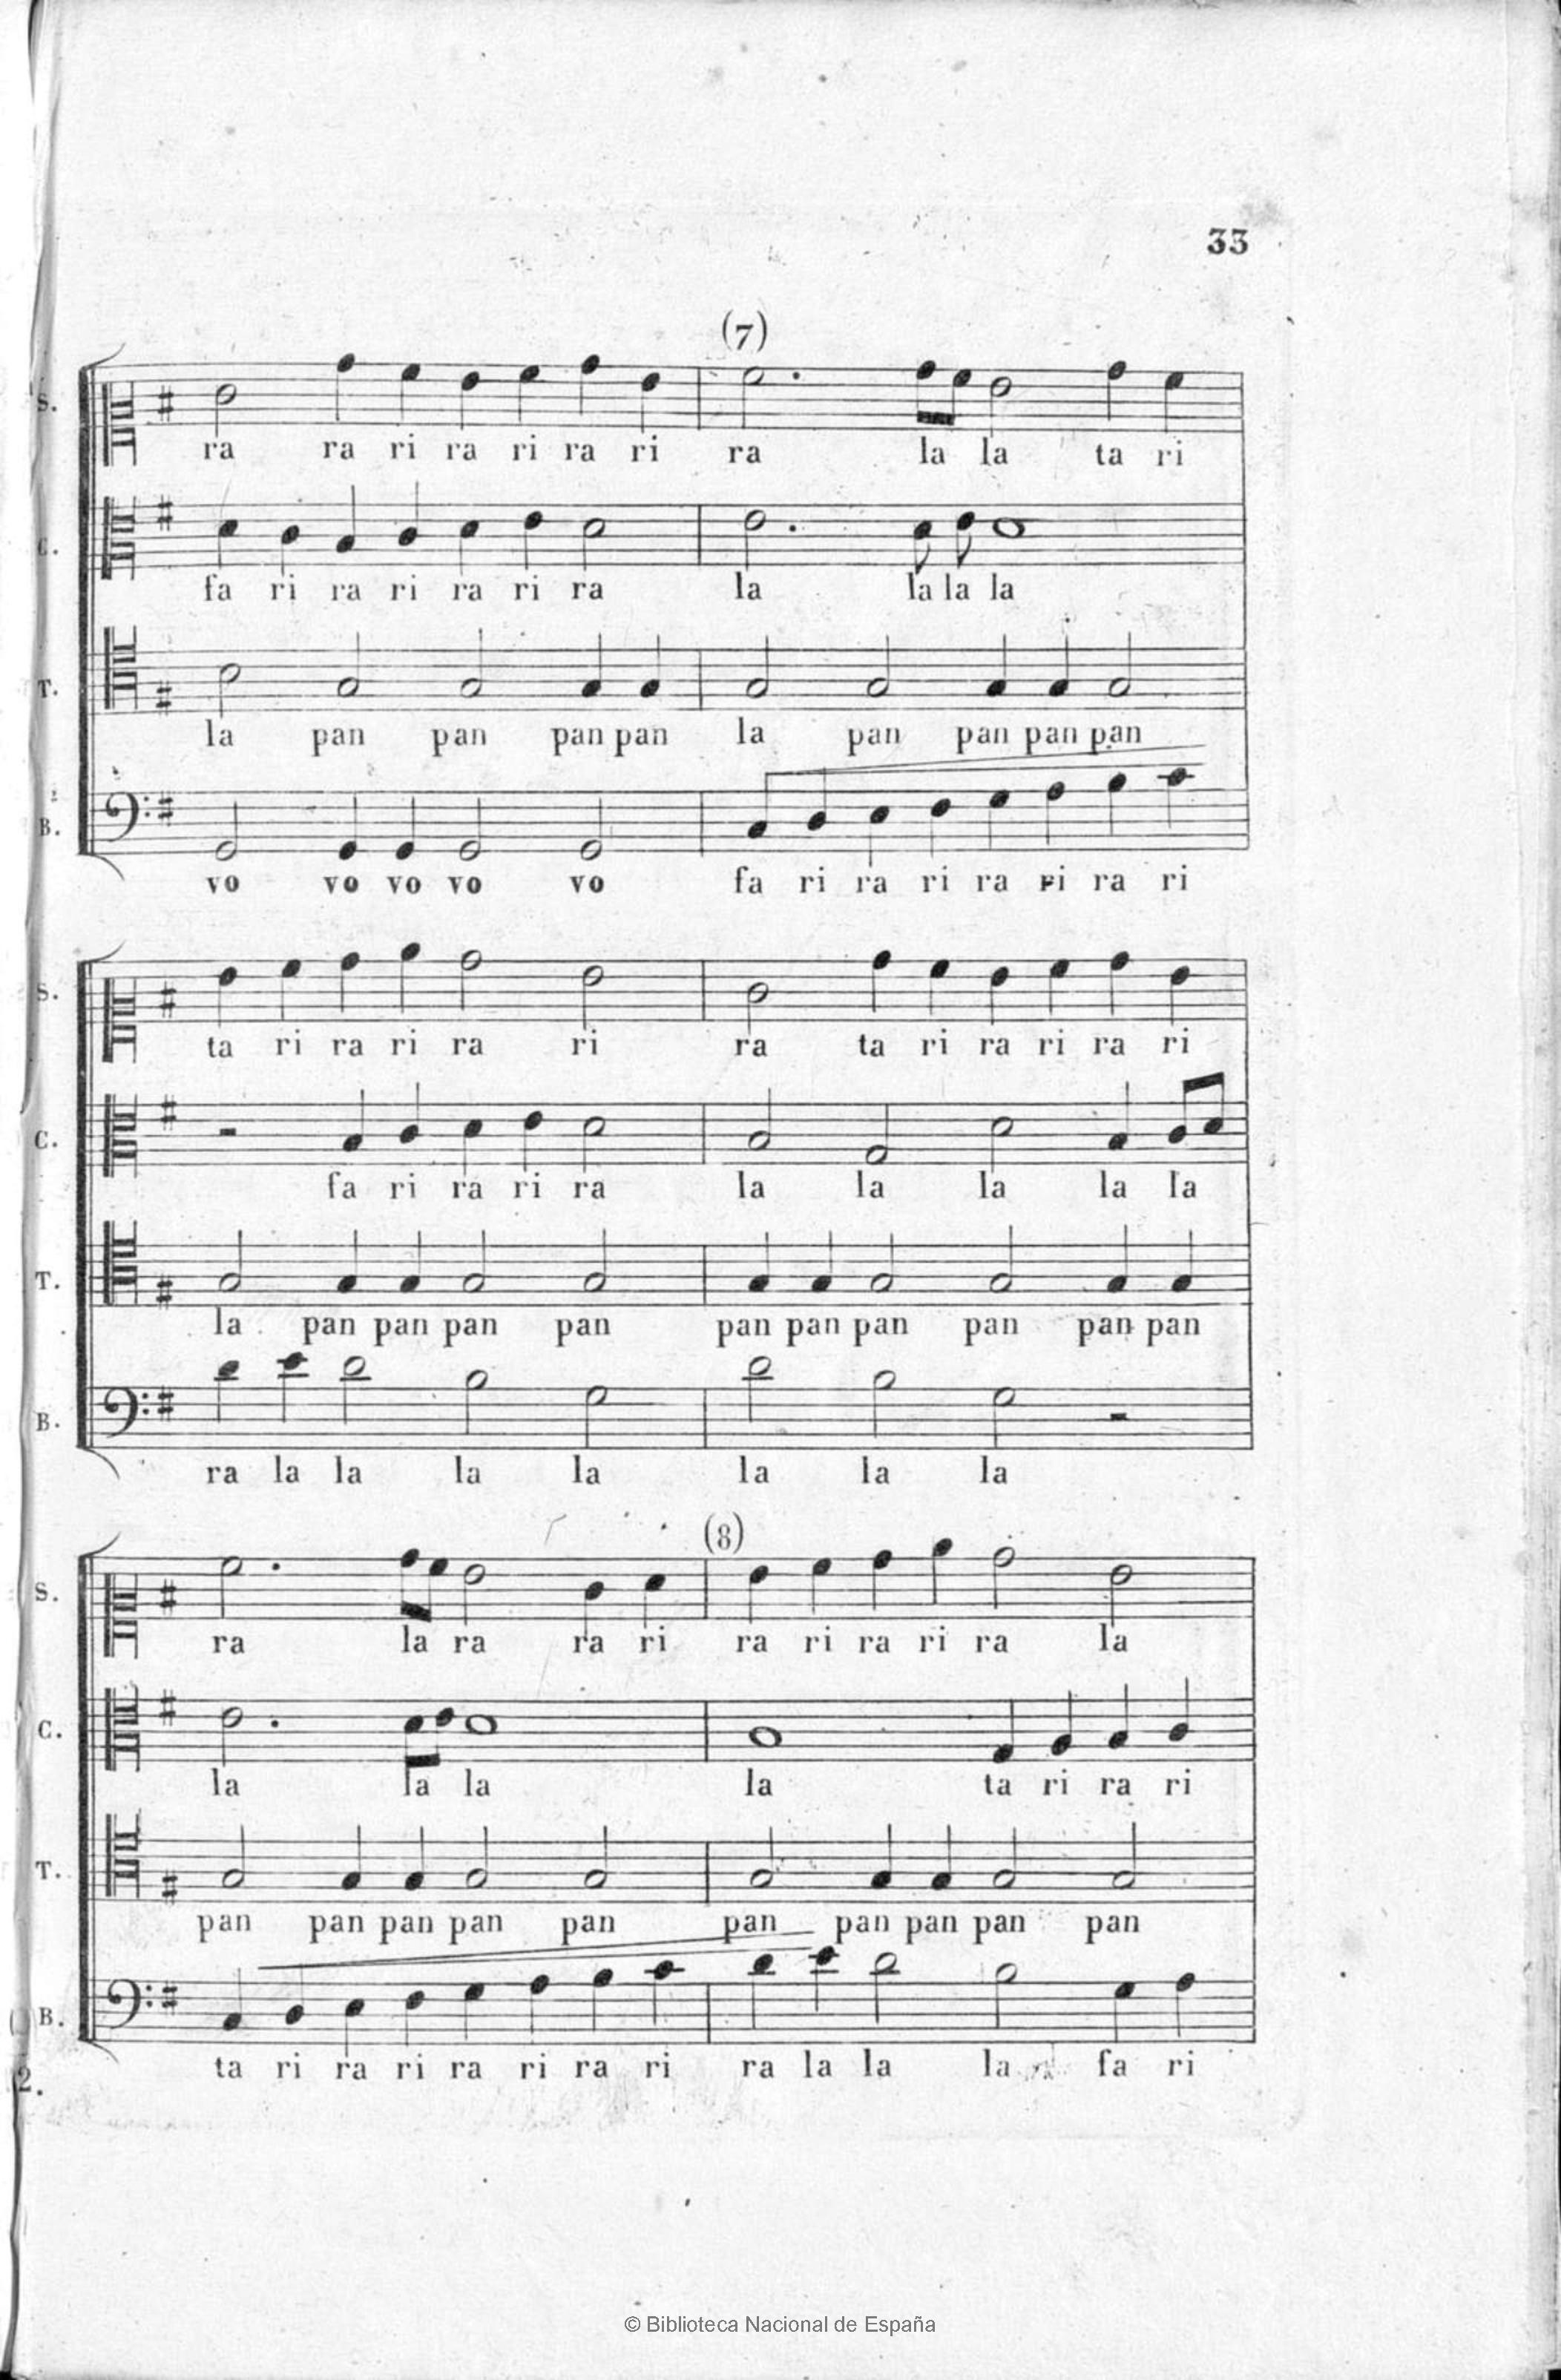 33
(7)
S.
ra ra ri ra ri ra ri ra la la ta ri
C.
fa ri ra ri ra ri ra la la la la
T.
la pan pan pan pan la pan pan pan pan
B.
vo vo vo vo vo fa ri ra ri ra ri ra ri
S.
ta ri ra ri ra ri ra ta ri ra ri ra ri
C.
fa ri ra ri ra la la la la la
T.
la pan pan pan pan pan pan pan pan pan pan
B.
ra la la la la la la la
(8)
S.
ra la ra ra ri ra ri ra ri ra la
C.
la la la la ta ri ra ri
T.
pan pan pan pan pan pan pan pan pan pan
B.
ta ri ra ri ra ri ra ri ra la la la fa ri
2.
© Biblioteca Nacional de España